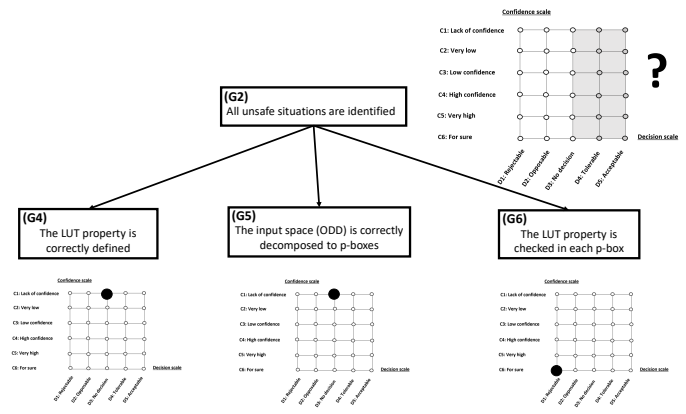 Confidence scale
C1: Lack of confidence
C2: Very low
C3: Low confidence
C4: High confidence
C5: Very high
C6: For sure
Decision scale
D1: Rejectable
D2: Opposable
D3: No decision
D4: Tolerable
D5: Acceptable
?
(G2)
All unsafe situations are identified
(G4)
The LUT property is
correctly defined
(G5)
The input space (ODD) is correctly
decomposed to p-boxes
(G6)
The LUT property is
checked in each p-box
Confidence scale
C1: Lack of confidence
C2: Very low
C3: Low confidence
C4: High confidence
C5: Very high
C6: For sure
Decision scale
D1: Rejectable
D2: Opposable
D3: No decision
D4: Tolerable
D5: Acceptable
Confidence scale
C1: Lack of confidence
C2: Very low
C3: Low confidence
C4: High confidence
C5: Very high
C6: For sure
Decision scale
D1: Rejectable
D2: Opposable
D3: No decision
D4: Tolerable
D5: Acceptable
Confidence scale
C1: Lack of confidence
C2: Very low
C3: Low confidence
C4: High confidence
C5: Very high
C6: For sure
Decision scale
D1: Rejectable
D2: Opposable
D3: No decision
D4: Tolerable
D5: Acceptable